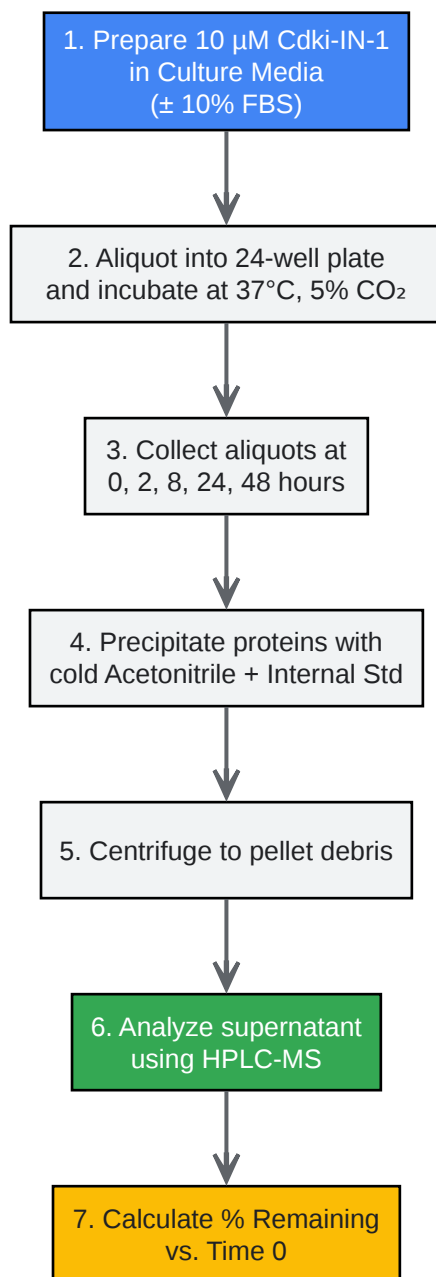 1. Prepare 10 µM Cdki-IN-1
in Culture Media
(± 10% FBS)
2. Aliquot into 24-well plate
and incubate at 37°C, 5% CO₂
3. Collect aliquots at
0, 2, 8, 24, 48 hours
4. Precipitate proteins with
cold Acetonitrile + Internal Std
5. Centrifuge to pellet debris
6. Analyze supernatant
using HPLC-MS
7. Calculate % Remaining
vs. Time 0